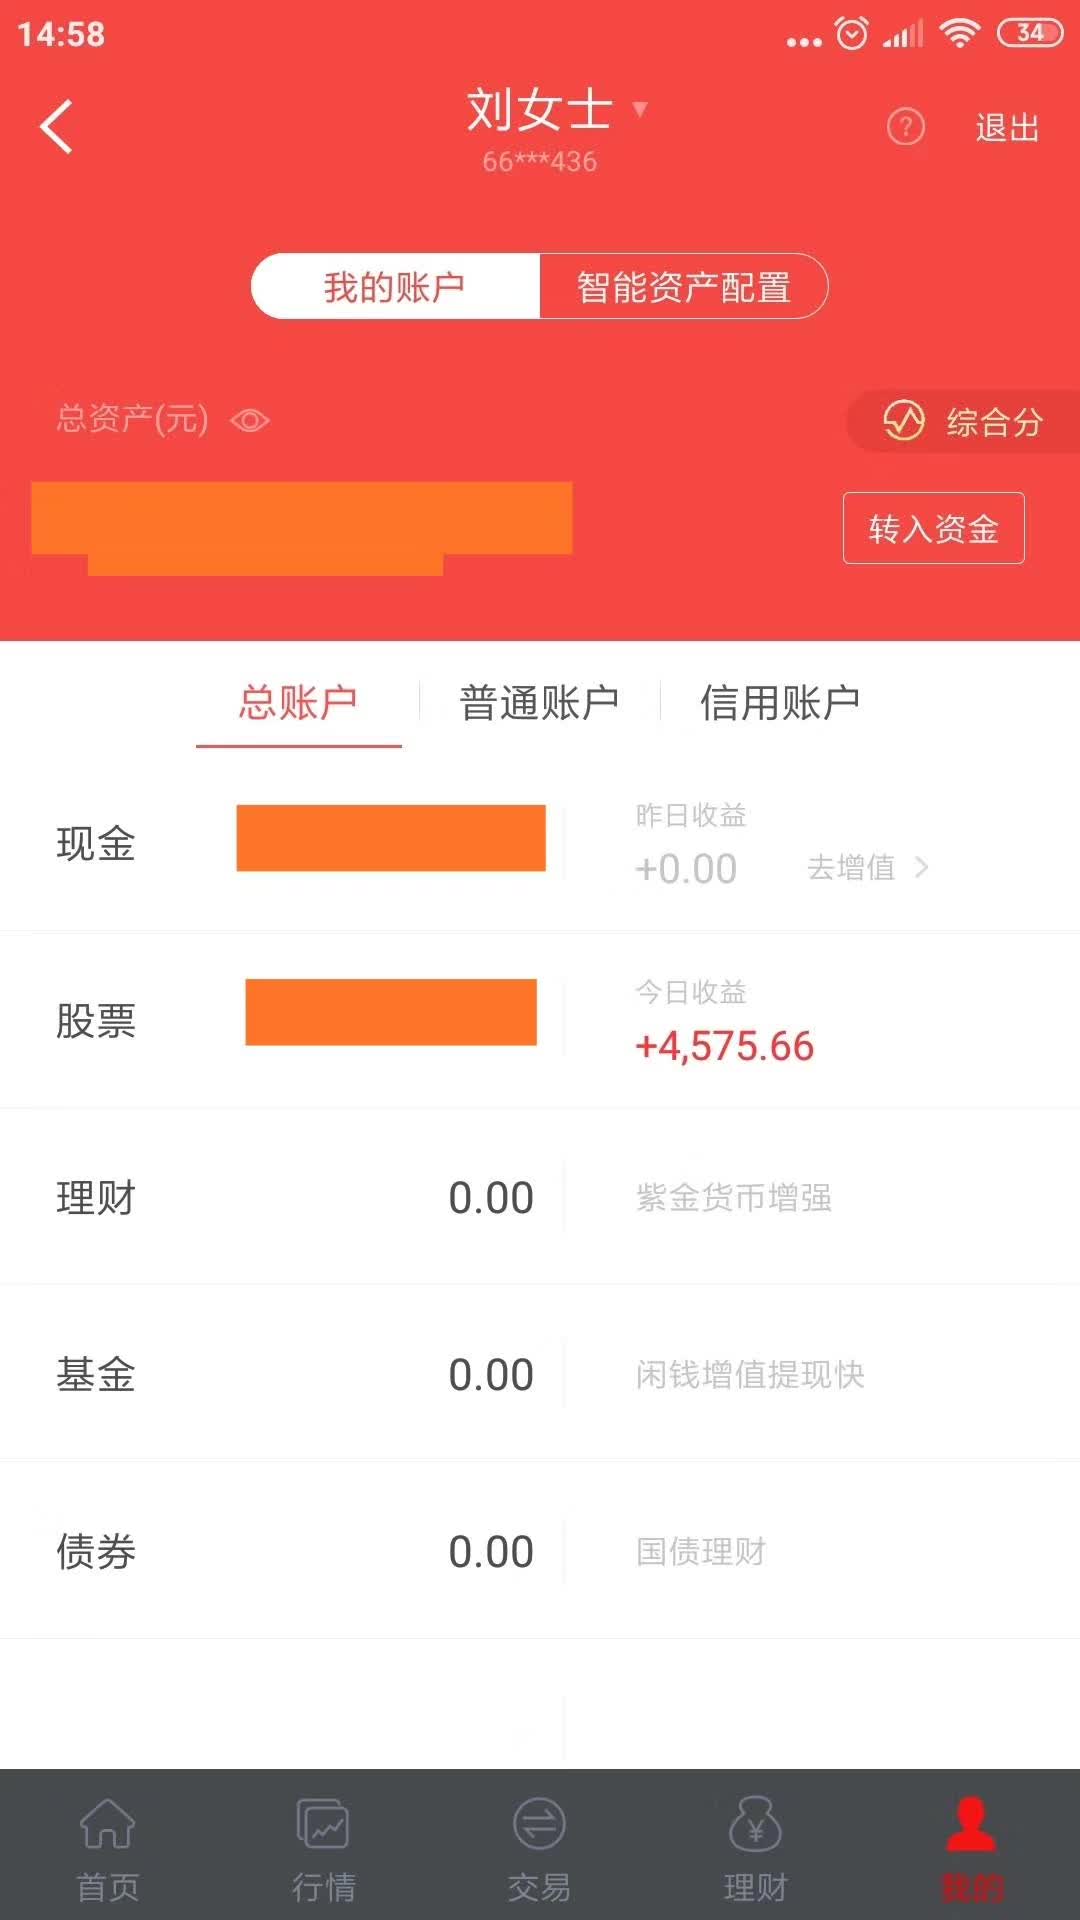 14:58
34
刘女士
66***436
?
退出
我的账户
智能资产配置
总资产(元)
综合分
转入资金
总账户
普通账户
信用账户
现金
昨日收益
+0.00
去增值
股票
今日收益
+4,575.66
理财
0.00
紫金货币增强
基金
0.00
闲钱增值提现快
债券
0.00
国债理财
首页
行情
交易
理财
我的